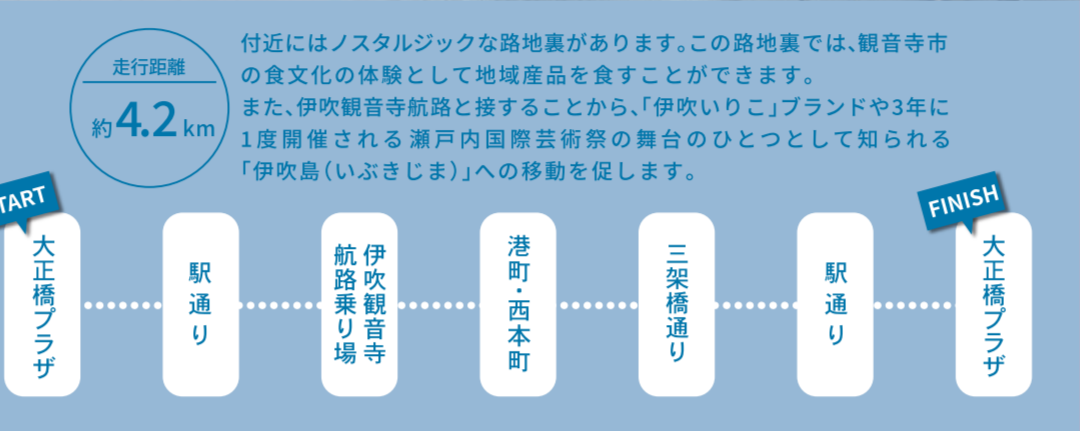 走行距離
約4.2km
付近にはノスタルジックな路地裏があります。この路地裏では、観音寺市
の食文化の体験として地域産品を食すことができます。
また、伊吹観音寺航路と接することから、「伊吹いりこ」ブランドや3年に
1度開催される瀬戸内国際芸術祭の舞台のひとつとして知られる
「伊吹島（いぶきじま）」への移動を促します。
TART
大正橋プラザ
駅通り
伊吹観音寺
航路乗り場
港町・西本町
三架橋通り
駅通り
FINISH
大正橋プラザ